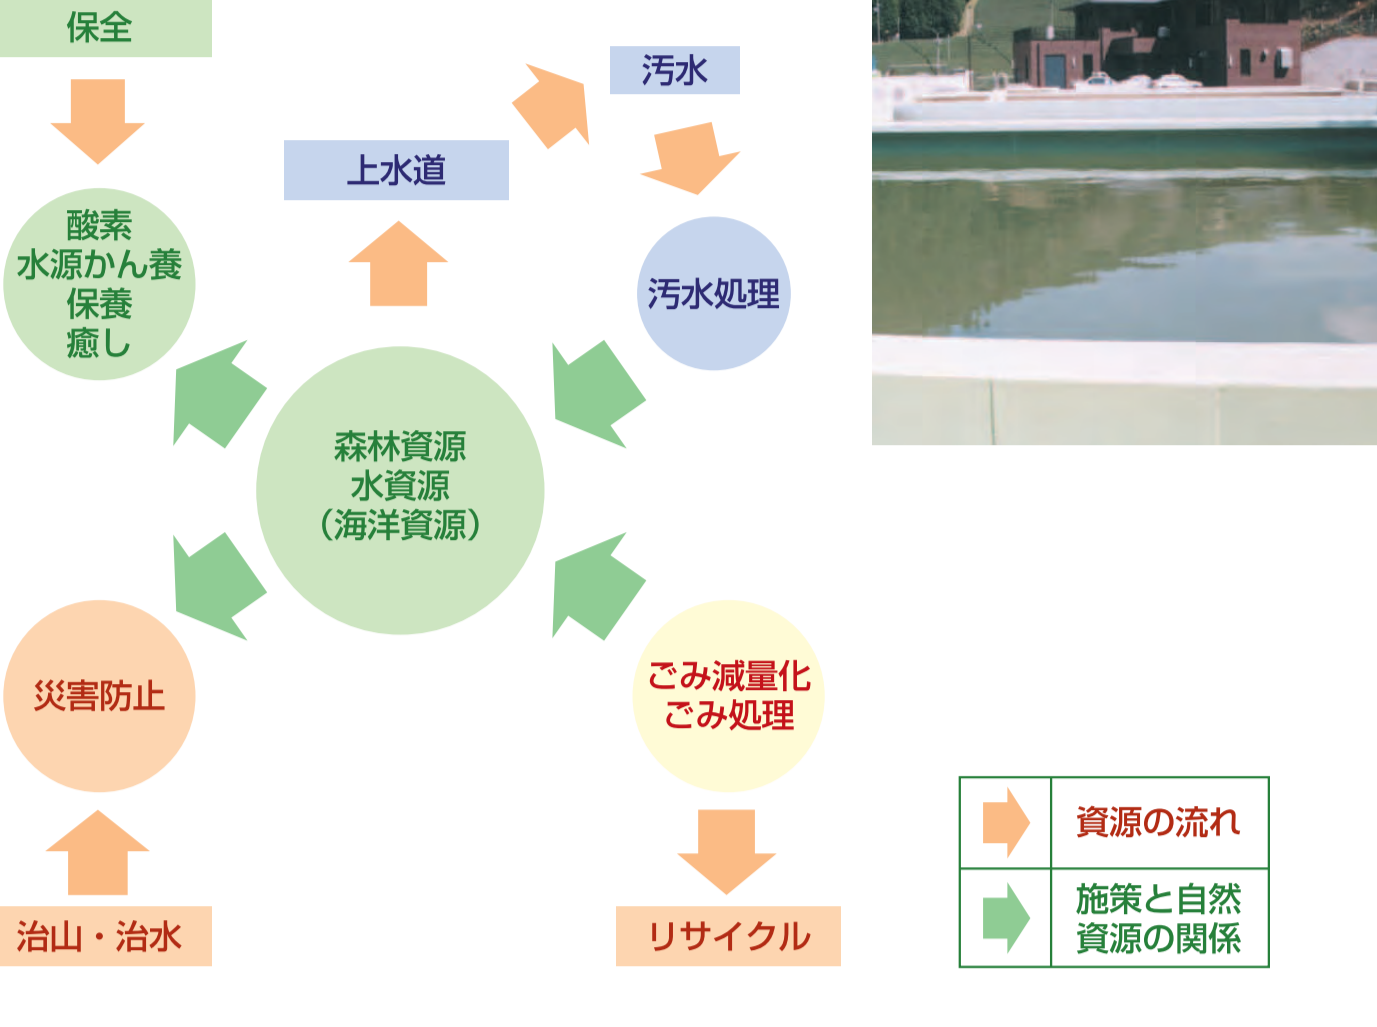 保全
汚水
上水道
酸素
水源かん養
保養
癒し
汚水処理
森林資源
水資源
（海洋資源）
災害防止
ごみ減量化
ごみ処理
治山・治水
リサイクル
資源の流れ
施策と自然
資源の関係